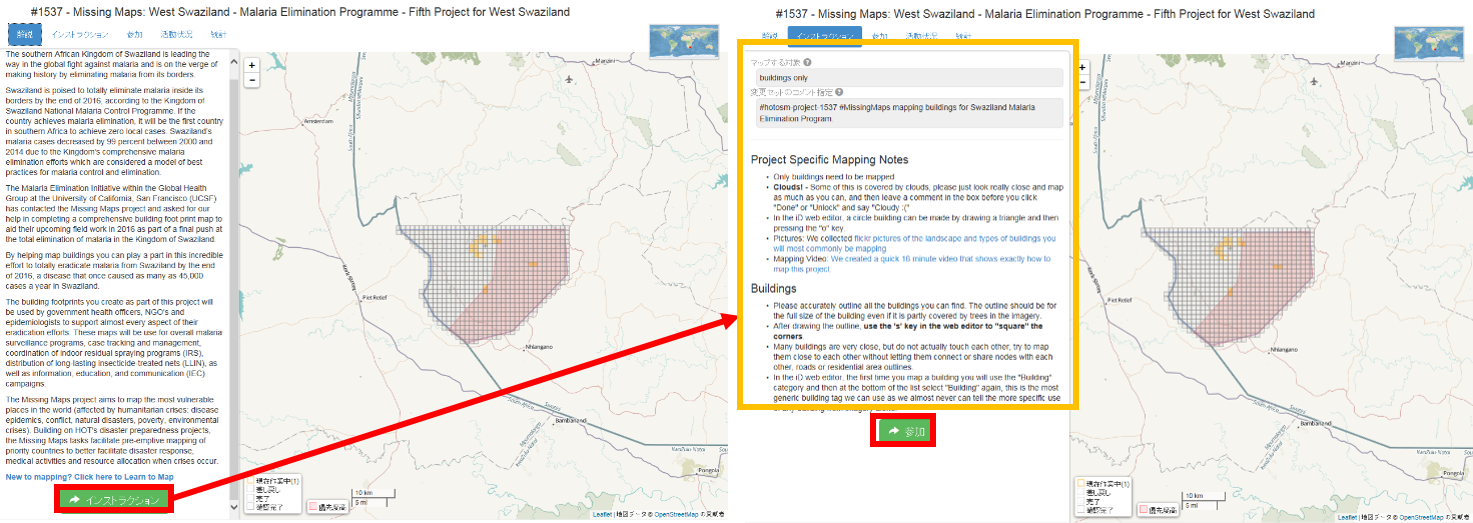 #1537 - Missing Maps: West Swaziland - Malaria Elimination Programme - Fifth Project for West Swaziland
解説 インストラクション 参加 活動状況 統計
The southern African Kingdom of Swaziland is leading the
way in the global fight against malaria and is on the verge of
making history by eliminating malaria from its borders.
Swaziland is poised to totally eliminate malaria inside its
borders by the end of 2016, according to the Kingdom of
Swaziland National Malaria Control Programme. If the
country achieves malaria elimination, it will be the first country
in southern Africa to achieve zero local cases. Swaziland's
malaria cases decreased by 99 percent between 2000 and
2014 due to the Kingdom's comprehensive malaria
elimination efforts which are considered a model of best
practices for malaria control and elimination.
The Malaria Elimination Initiative within the Global Health
Group at the University of California, San Francisco (UCSF)
has contacted the Missing Maps project and asked for our
help in completing a comprehensive building foot print map to
aid their upcoming field work in 2016 as part of a final push at
the total elimination of malaria in the Kingdom of Swaziland.
By helping map buildings you can play a part in this incredible
effort to totally eradicate malaria from Swaziland by the end
of 2016, a disease that once caused as many as 45,000
cases a year in Swaziland.
The building footprints you create as part of this project will
be used by government health officers, NGO's and
epidemiologists to support almost every aspect of their
eradication efforts. These maps will be use for overall malaria
surveillance programs, case tracking and management,
coordination of indoor residual spraying programs (IRS),
distribution of long-lasting insecticide treated nets (LLIN), as
well as information, education, and communication (IEC)
campaigns.
The Missing Maps project aims to map the most vulnerable
places in the world (affected by humanitarian crises: disease
epidemics, conflict, natural disasters, poverty, environmental
crises). Building on HOT's disaster preparedness projects,
the Missing Maps tasks facilitate pre-emptive mapping of
priority countries to better facilitate disaster response,
medical activities and resource allocation when crises occur.
New to mapping? Click here to Learn to Map
インストラクション
+
−
Manzini
Amsterdam
Piet Retief
Nhlangano
South Africa
Bambanand
Pongola
現在作業中(1)
差し戻し
完了
確認完了
優先度高
10 km
5 mi
Leaflet | 地図データ © OpenStreetMap の貢献者
#1537 - Missing Maps: West Swaziland - Malaria Elimination Programme - Fifth Project for West Swaziland
解説 インストラクション 参加 活動状況 統計
マップする対象
buildings only
変更セットのコメント指定
#hotosm-project-1537 #MissingMaps mapping buildings for Swaziland Malaria
Elimination Program.
Project Specific Mapping Notes
• Only buildings need to be mapped
• Clouds! - Some of this is covered by clouds, please just look really close and map
as much as you can, and then leave a comment in the box before you click
"Done" or "Unlock" and say "Cloudy :("
• In the iD web editor, a circle building can be made by drawing a triangle and then
pressing the "o" key.
• Pictures: We collected flickr pictures of the landscape and types of buildings you
will most commonly be mapping
• Mapping Video: We created a quick 16 minute video that shows exactly how to
map this project
Buildings
• Please accurately outline all the buildings you can find. The outline should be for
the full size of the building even if it is partly covered by trees in the imagery.
• After drawing the outline, use the 's' key in the web editor to "square" the
corners.
• Many buildings are very close, but do not actually touch each other, try to map
them close to each other without letting them connect or share nodes with each
other, roads or residential area outlines.
• In the iD web editor, the first time you map a building you will use the "Building"
category and then at the bottom of the list select "Building" again, this is the most
generic building tag we can use as we almost never can tell the more specific use
参加
+
−
Manzini
Piet Retief
Nhlangano
South Africa
Bambanand
Pongola
現在作業中(1)
差し戻し
完了
確認完了
優先度高
10 km
5 mi
Leaflet | 地図データ © OpenStreetMap の貢献者